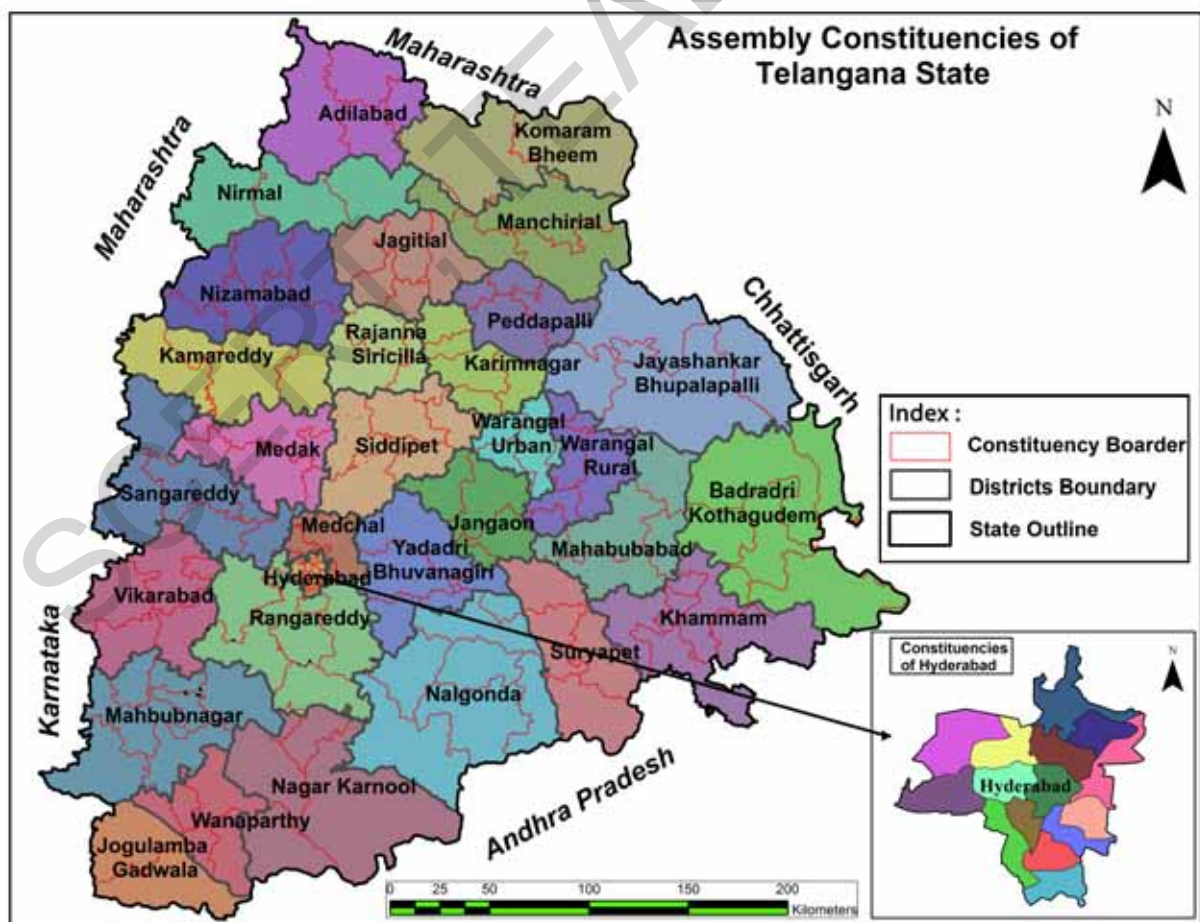 Assembly Constituencies of
Telangana State
Maharashtra
Maharashtra
N
Adilabad
Komaram
Bheem
Nirmal
Manchirial
Jagitial
Nizamabad
Peddapalli
Chhattisgarh
Rajanna
Siricilla
Kamareddy
Karimnagar
Jayashankar
Bhupalapalli
Index :
Constituency Boarder
Districts Boundary
State Outline
Warangal
Urban
Warangal
Rural
Medak
Siddipet
Sangareddy
Badradri
Kothagudem
Medchal
Jangaon
Yadadri
Bhuvanagiri
Mahabubabad
Hyderabad
Vikarabad
Rangareddy
Khammam
Karnataka
Suryapet
Nalgonda
Mahbubnagar
Nagar Karnool
Wanaparthy
Jogulamba
Gadwala
Andhra Pradesh
Constituencies
of Hyderabad
N
Hyderabad
0 25 50 100 150 200
Kilometers